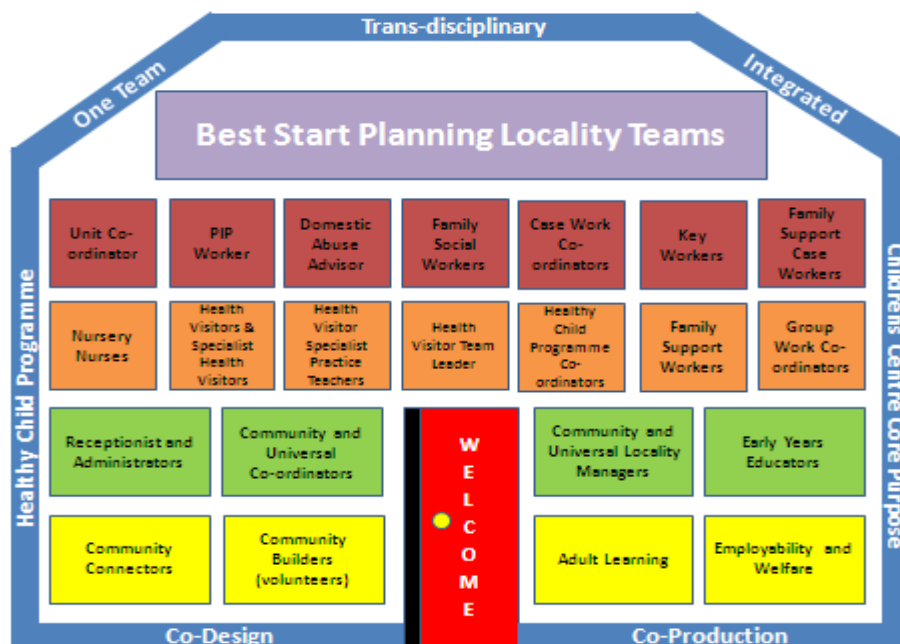 Trans-disciplinary
One Team
Integrated
Best Start Planning Locality Teams
Healthy Child Programme
Children's Centre Core Purpose
Unit Co-
ordinator
PIP
Worker
Domestic
Abuse
Advisor
Family
Social
Workers
Case Work
Co-
ordinators
Key
Workers
Family
Support
Case
Workers
Nursery
Nurses
Health
Visitors &
Specialist
Health
Visitors
Health
Visitor
Specialist
Practice
Teachers
Health
Visitor Team
Leader
Healthy
Child
Programme
Co-
ordinators
Family
Support
Workers
Group
Work Co-
ordinators
Receptionist and
Administrators
Community and
Universal
Co-ordinators
WELCOME
Community and
Universal Locality
Managers
Early Years
Educators
Community
Connectors
Community
Builders
(volunteers)
Adult Learning
Employability and
Welfare
Co-Design
Co-Production